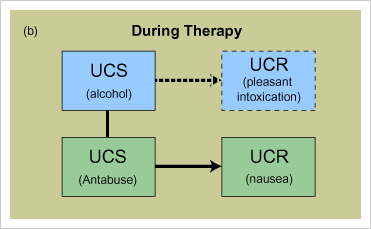 (b)
During Therapy
UCS
(alcohol)
UCR
(pleasant
intoxication)
UCS
(Antabuse)
UCR
(nausea)